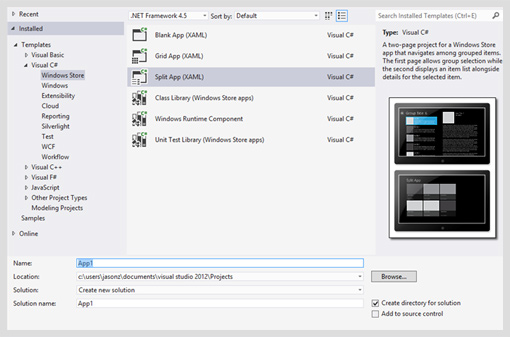 Recent
Installed
Templates
Visual Basic
Visual C#
Windows Store
Windows
Extensibility
Cloud
Reporting
Silverlight
Test
WCF
Workflow
Visual C++
Visual F#
JavaScript
Other Project Types
Modeling Projects
Samples
Online
.NET Framework 4.5
Sort by: Default
Blank App (XAML) Visual C#
Grid App (XAML) Visual C#
Split App (XAML) Visual C#
Class Library (Windows Store apps) Visual C#
Windows Runtime Component Visual C#
Unit Test Library (Windows Store apps) Visual C#
Search Installed Templates (Ctrl+E)
Type: Visual C#
A two-page project for a Windows Store
app that navigates among grouped items.
The first page allows group selection while
the second displays an item list alongside
details for the selected item.
Split App
Name: App1
Location: c:\users\jasonz\documents\visual studio 2012\Projects
Browse...
Solution: Create new solution
Solution name: App1
Create directory for solution
Add to source control